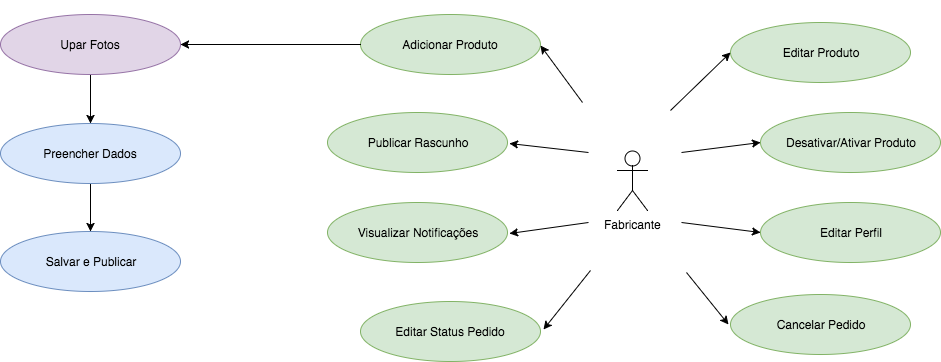 Upar Fotos
Adicionar Produto
Editar Produto
Preencher Dados
Publicar Rascunho
Desativar/Ativar Produto
Fabricante
Visualizar Notificações
Editar Perfil
Salvar e Publicar
Editar Status Pedido
Cancelar Pedido